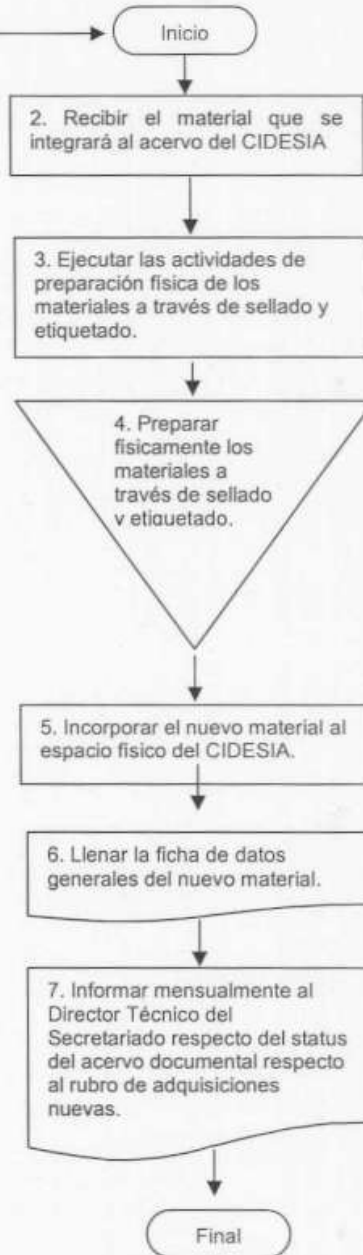 Inicio
2. Recibir el material que se
integrará al acervo del CIDESIA
3. Ejecutar las actividades de
preparación física de los
materiales a través de sellado y
etiquetado.
4. Preparar
físicamente los
materiales a
través de sellado
y etiquetado.
5. Incorporar el nuevo material al
espacio físico del CIDESIA.
6. Llenar la ficha de datos
generales del nuevo material.
7. Informar mensualmente al
Director Técnico del
Secretariado respecto del status
del acervo documental respecto
al rubro de adquisiciones
nuevas.
Final